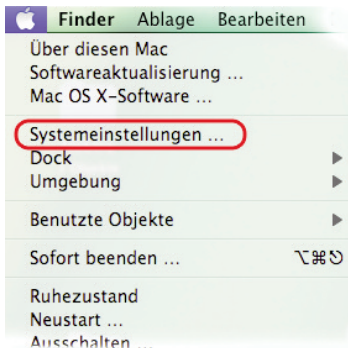 Finder Ablage Bearbeiten
Über diesen Mac
Softwareaktualisierung ...
Mac OS X-Software ...
Systemeinstellungen ...
Dock
Umgebung
Benutzte Objekte
Sofort beenden ... ⌥⌘⎋
Ruhezustand
Neustart ...
Ausschalten ...